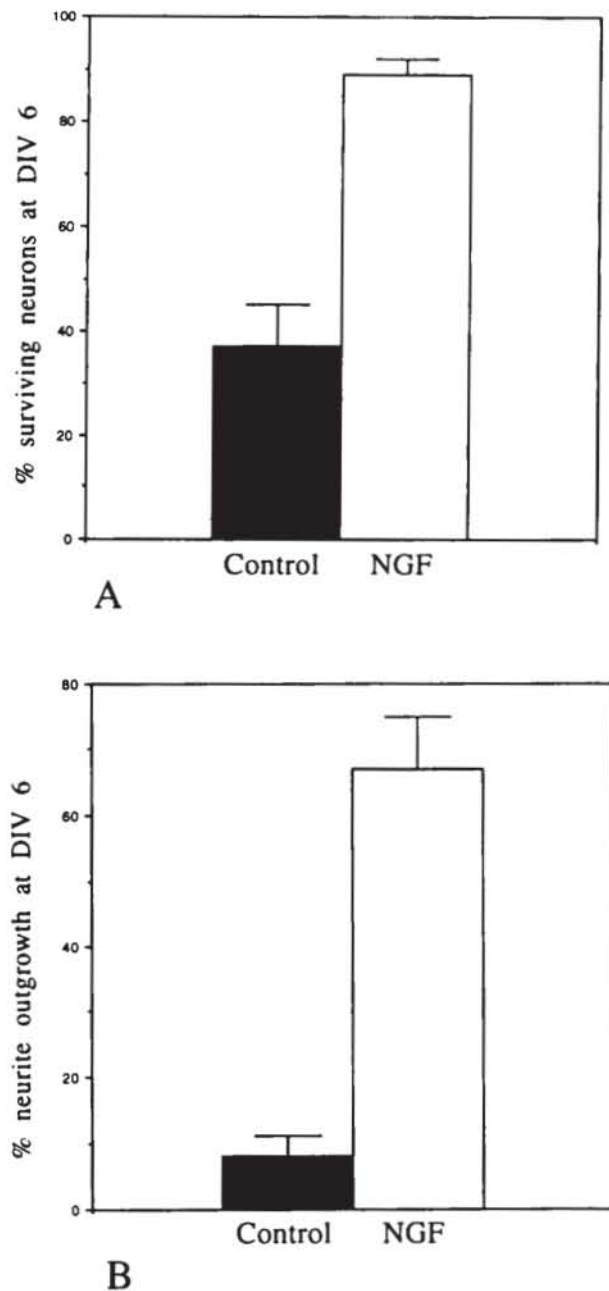 100
80
60
40
20
0
% surviving neurons at DIV 6
Control NGF
A
80
60
40
20
0
% neurite outgrowth at DIV 6
Control NGF
B